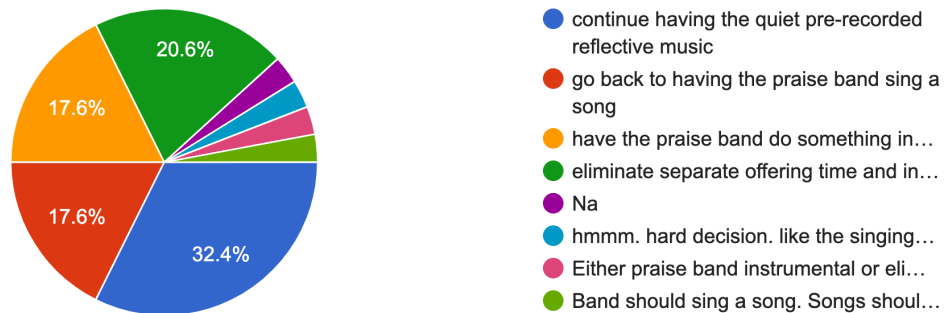 20.6%
17.6%
17.6%
32.4%
continue having the quiet pre-recorded
reflective music
go back to having the praise band sing a
song
have the praise band do something in…
eliminate separate offering time and in…
Na
hmmm. hard decision. like the singing…
Either praise band instrumental or eli…
Band should sing a song. Songs shoul…